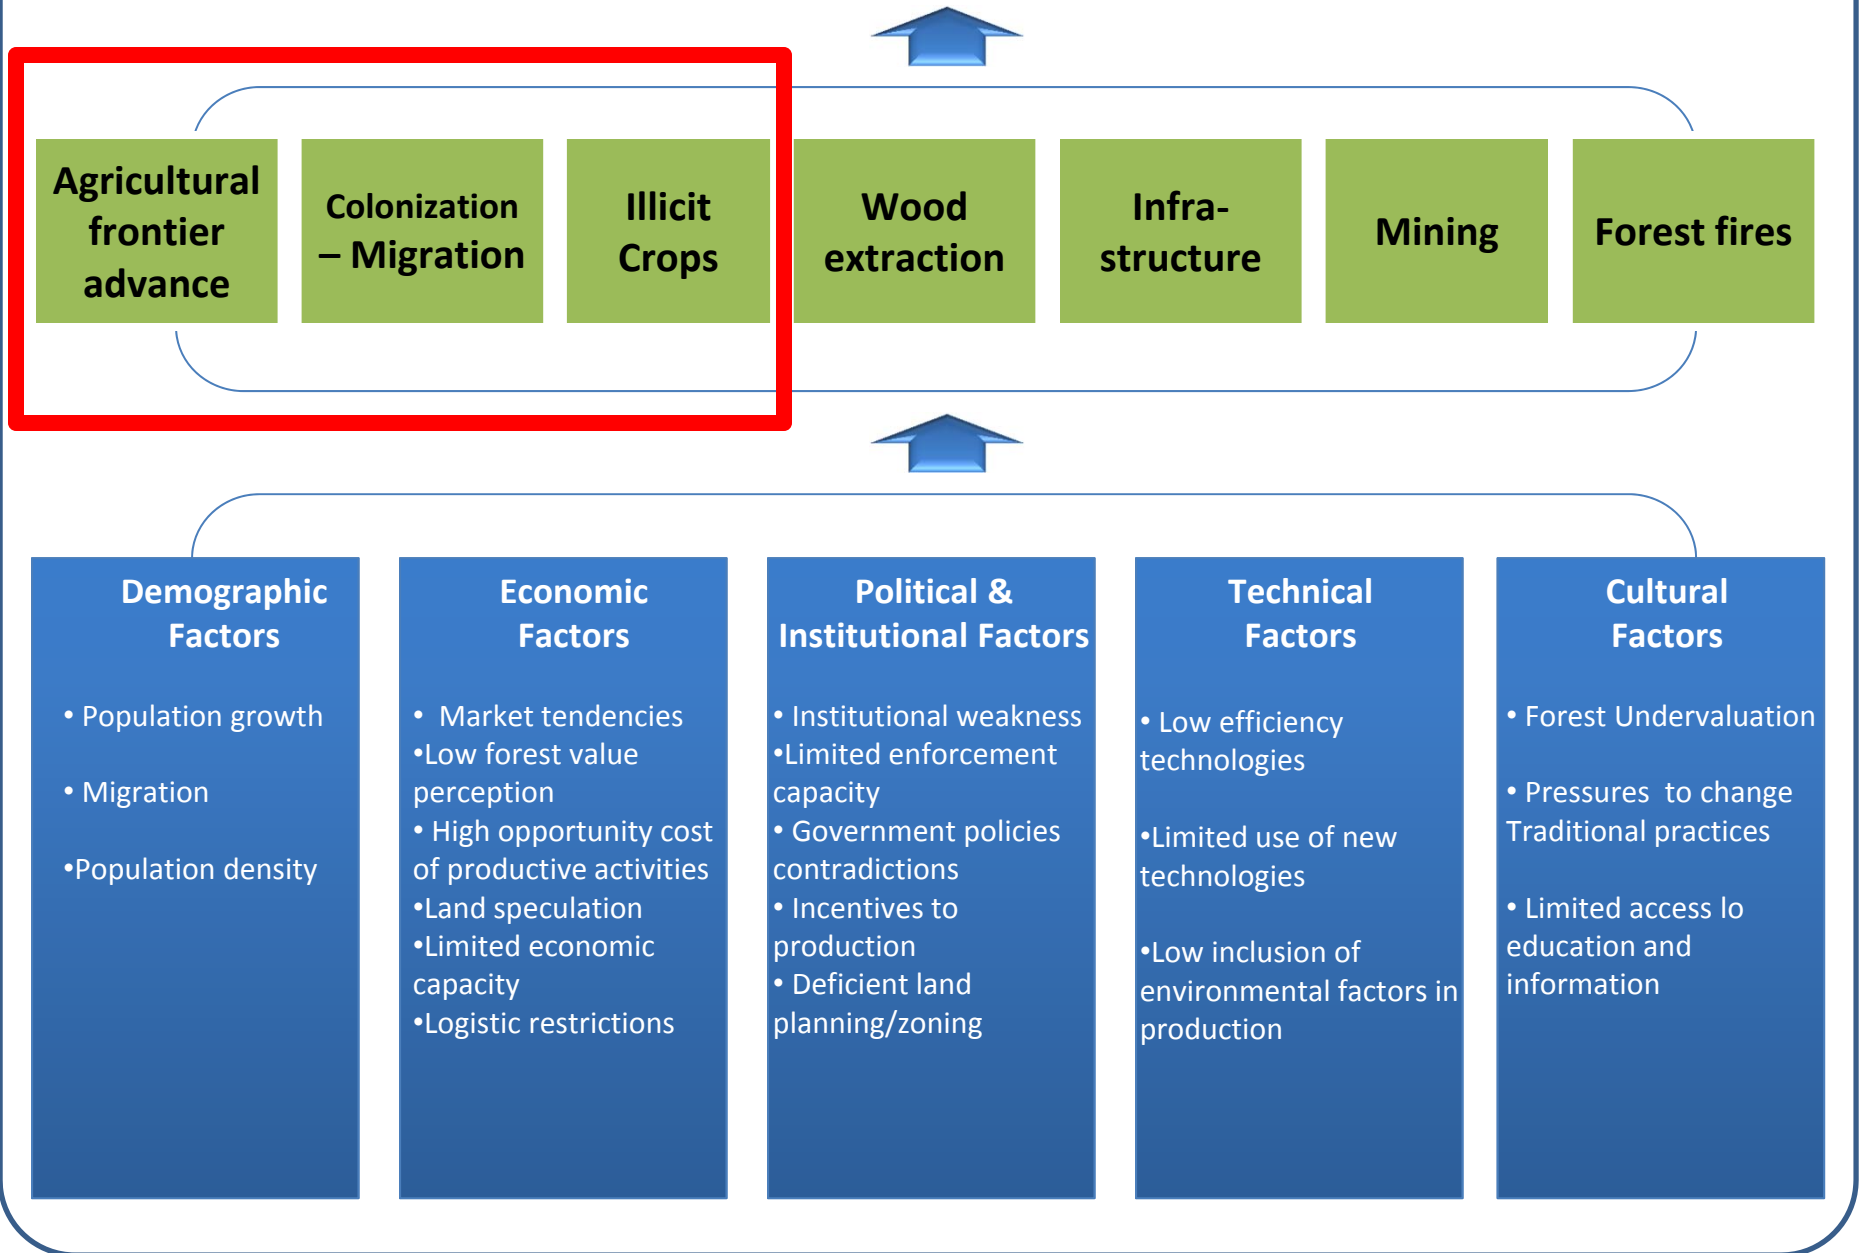 Agricultural
frontier
advance
Colonization
– Migration
Illicit
Crops
Wood
extraction
Infra-
structure
Mining
Forest fires
Demographic
Factors
• Population growth
• Migration
•Population density
Economic
Factors
• Market tendencies
•Low forest value
perception
• High opportunity cost
of productive activities
•Land speculation
•Limited economic
capacity
•Logistic restrictions
Political &
Institutional Factors
• Institutional weakness
•Limited enforcement
capacity
• Government policies
contradictions
• Incentives to
production
• Deficient land
planning/zoning
Technical
Factors
• Low efficiency
technologies
•Limited use of new
technologies
•Low inclusion of
environmental factors in
production
Cultural
Factors
• Forest Undervaluation
• Pressures to change
Traditional practices
• Limited access lo
education and
information